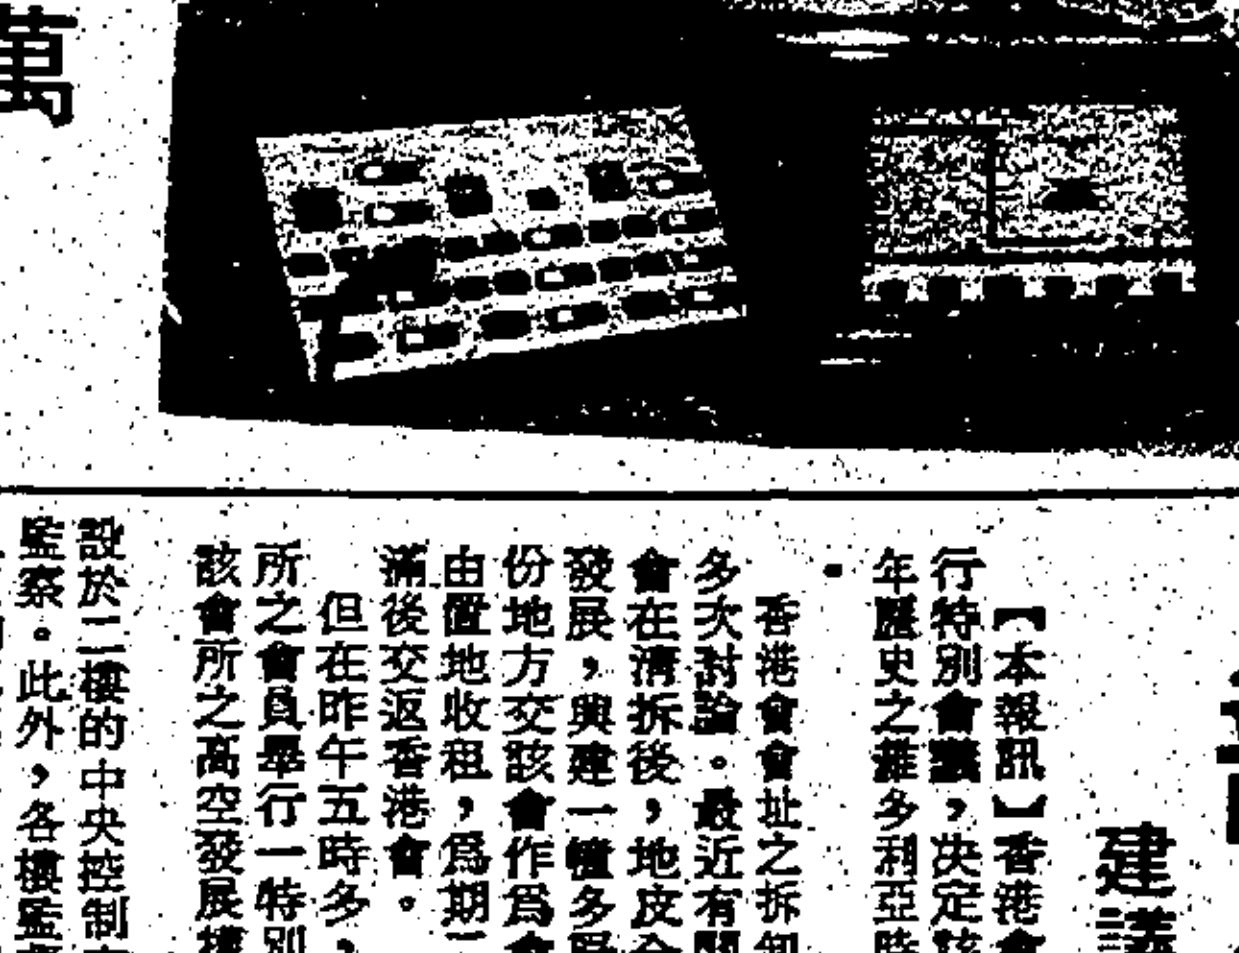 萬
建議
【本報訊】香港會
行特別會議，決定該
年歷史之維多利亞時
香港會會址之拆
多次討論。最近有關
會在清拆後，地皮
發展，興建一幢多
份地方交該會作爲會
由置地收租，爲期
滿後交返香港會。
但在昨午五時多，
所之會員舉行一特別
該會所之高空發展
設於二樓的中央控制
監察。此外，各樓監